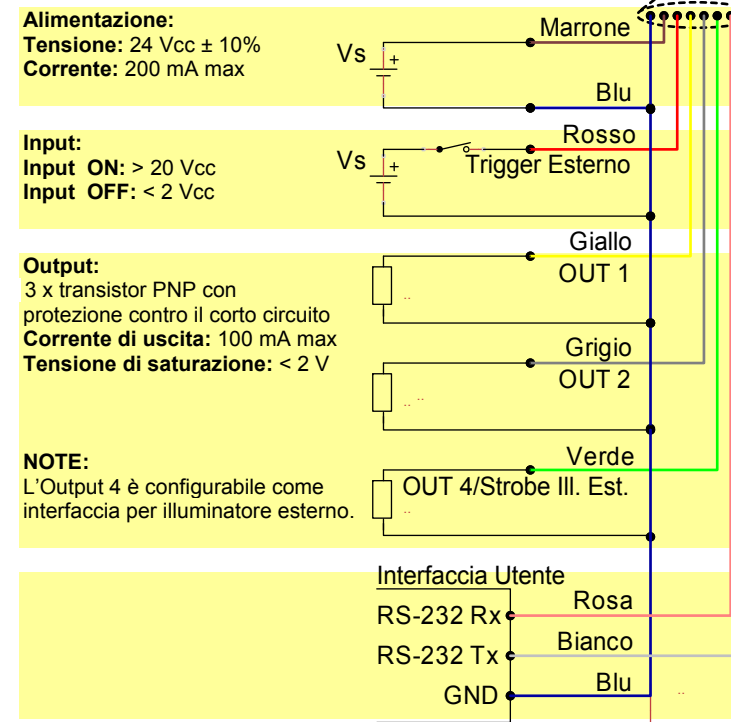 Alimentazione:
Tensione: 24 Vcc ± 10%
Corrente: 200 mA max
Vs
+
Marrone
Blu
Input:
Input ON: > 20 Vcc
Input OFF: < 2 Vcc
Vs
+
Rosso
Trigger Esterno
Output:
3 x transistor PNP con
protezione contro il corto circuito
Corrente di uscita: 100 mA max
Tensione di saturazione: < 2 V
Giallo
OUT 1
Grigio
OUT 2
NOTE:
L'Output 4 è configurabile come
interfaccia per illuminatore esterno.
Verde
OUT 4/Strobe Ill. Est.
Interfaccia Utente
RS-232 Rx
Rosa
RS-232 Tx
Bianco
GND
Blu